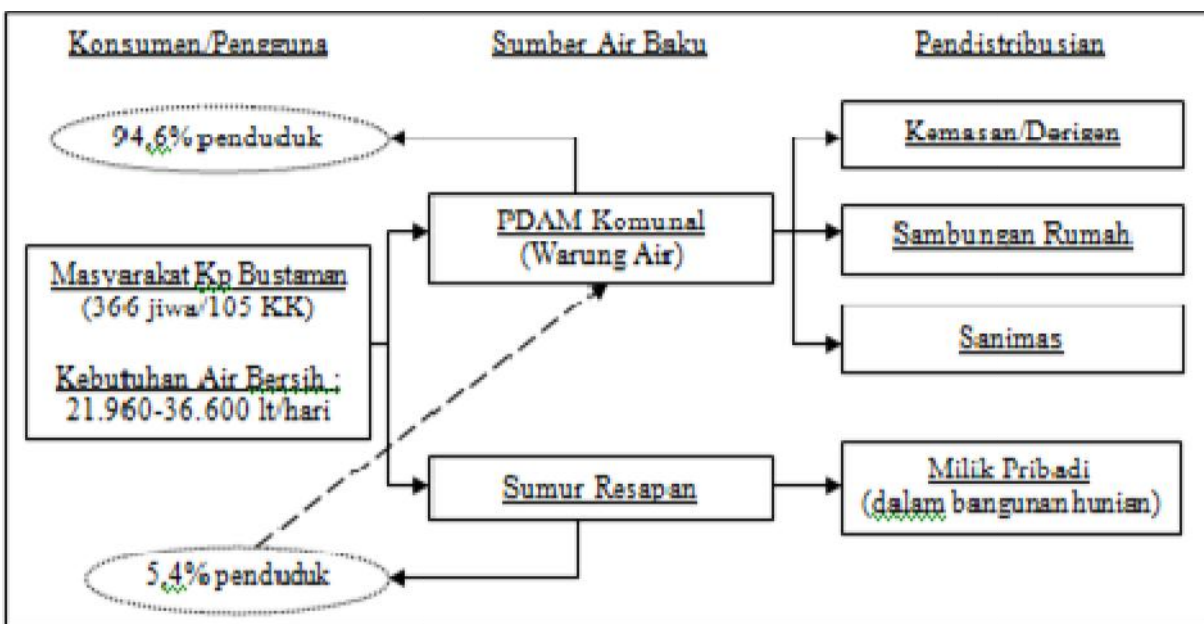 Konsumen/Pengguna
Sumber Air Baku
Pendistribusian
94,6% penduduk
Kemasan/Derigen
PDAM Komunal
(Warung Air)
Sambungan Rumah
Masyarakat Kp Bustaman
(366 jiwa/105 KK)
Kebutuhan Air Bersih :
21.960-36.600 lt/hari
Sanimas
Sumur Resapan
Milik Pribadi
(dalam bangunan hunian)
5,4% penduduk